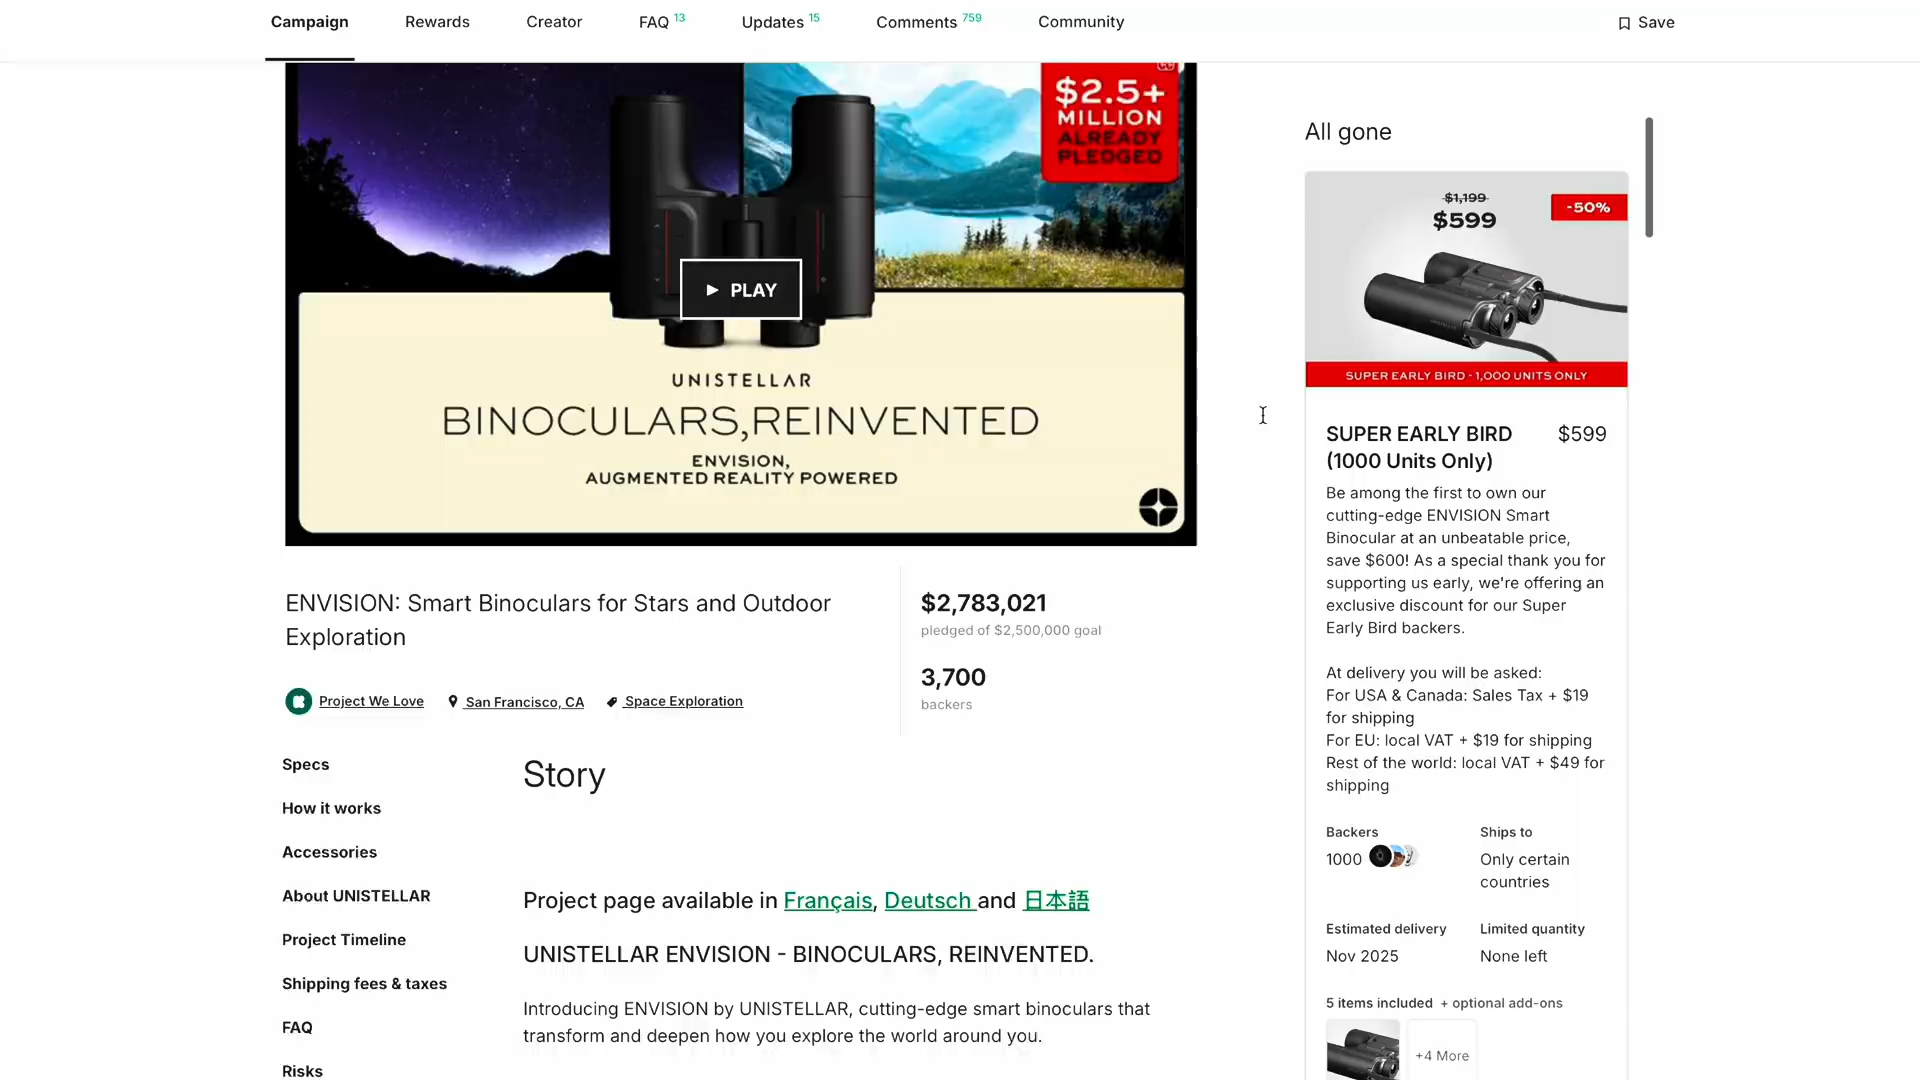 Campaign
Rewards
Creator
FAQ 13
Updates 15
Comments 759
Community
Save
CC
$2.5+
MILLION
ALREADY
PLEDGED
PLAY
UNISTELLAR
BINOCULARS,REINVENTED
ENVISION,
AUGMENTED REALITY POWERED
ENVISION: Smart Binoculars for Stars and Outdoor
Exploration
Project We Love
San Francisco, CA
Space Exploration
$2,783,021
pledged of $2,500,000 goal
3,700
backers
Specs
How it works
Accessories
About UNISTELLAR
Project Timeline
Shipping fees & taxes
FAQ
Risks
Story
Project page available in Français, Deutsch and 日本語
UNISTELLAR ENVISION - BINOCULARS, REINVENTED.
Introducing ENVISION by UNISTELLAR, cutting-edge smart binoculars that
transform and deepen how you explore the world around you.
All gone
$1,199
$599
-50%
SUPER EARLY BIRD - 1,000 UNITS ONLY
SUPER EARLY BIRD
(1000 Units Only)
$599
Be among the first to own our
cutting-edge ENVISION Smart
Binocular at an unbeatable price,
save $600! As a special thank you for
supporting us early, we're offering an
exclusive discount for our Super
Early Bird backers.
At delivery you will be asked:
For USA & Canada: Sales Tax + $19
for shipping
For EU: local VAT + $19 for shipping
Rest of the world: local VAT + $49 for
shipping
Backers
1000
Ships to
Only certain
countries
Estimated delivery
Nov 2025
Limited quantity
None left
5 items included + optional add-ons
+4 More